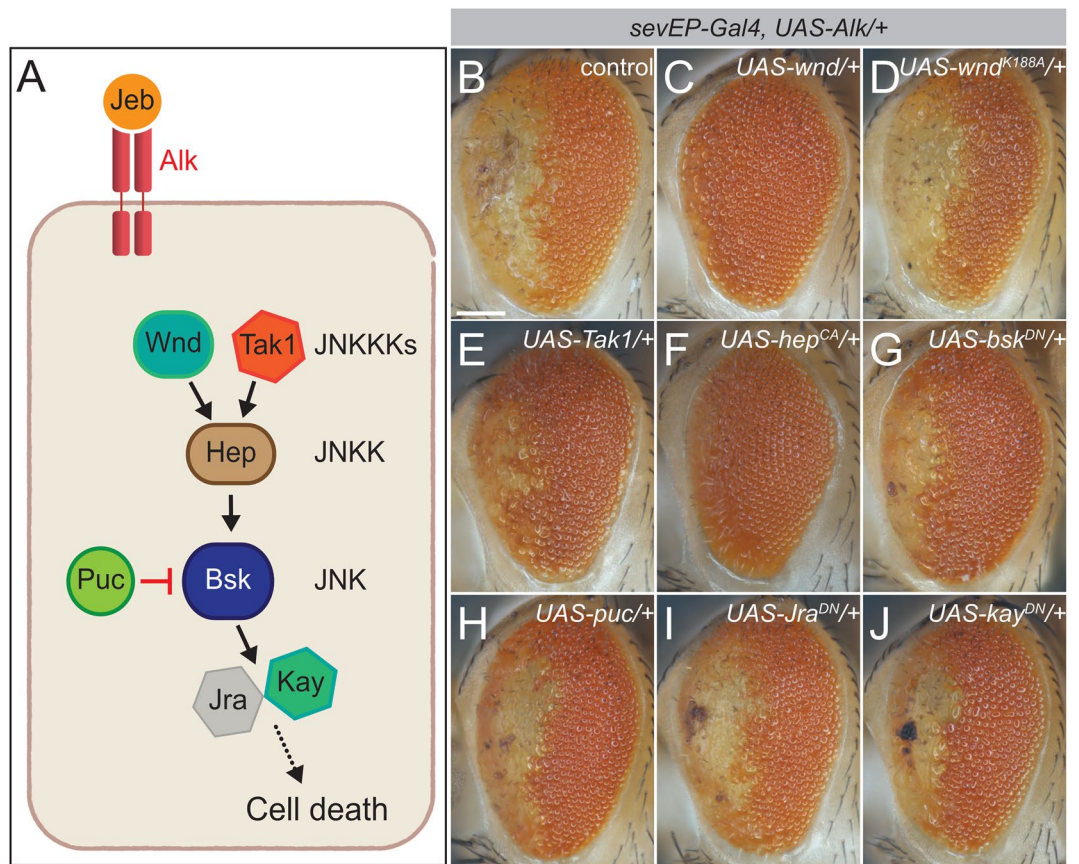 A
Jeb
Alk
Wnd
Tak1
JNKKKs
Hep
JNKK
Puc
Bsk
JNK
Jra
Kay
Cell death
sevEP-Gal4, UAS-Alk/+
B
control
C
UAS-wnd/+
D
UAS-wndK188A/+
E
UAS-Tak1/+
F
UAS-hepCA/+
G
UAS-bskDN/+
H
UAS-puc/+
I
UAS-JraDN/+
J
UAS-kayDN/+